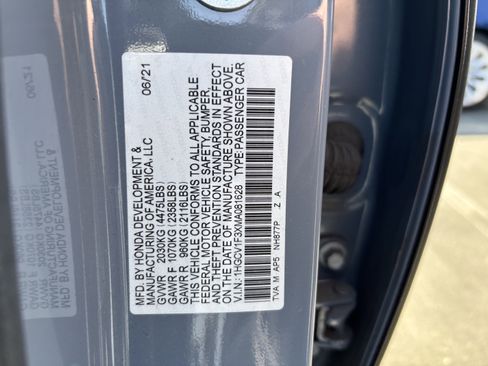 MFD. BY HONDA DEVELOPMENT &
MANUFACTURING OF AMERICA, LLC 06/21
GVWR 2030KG (4475LBS)
GAWR F 1070KG (2358LBS)
GAWR R 960KG (2116LBS)
THIS VEHICLE CONFORMS TO ALL APPLICABLE
FEDERAL MOTOR VEHICLE SAFETY, BUMPER,
AND THEFT PREVENTION STANDARDS IN EFFECT
ON THE DATE OF MANUFACTURE SHOWN ABOVE.
V.I.N.: 1HGCV1F3XMA081628 TYPE: PASSENGER CAR
TVA M AP5 NH877P Z A